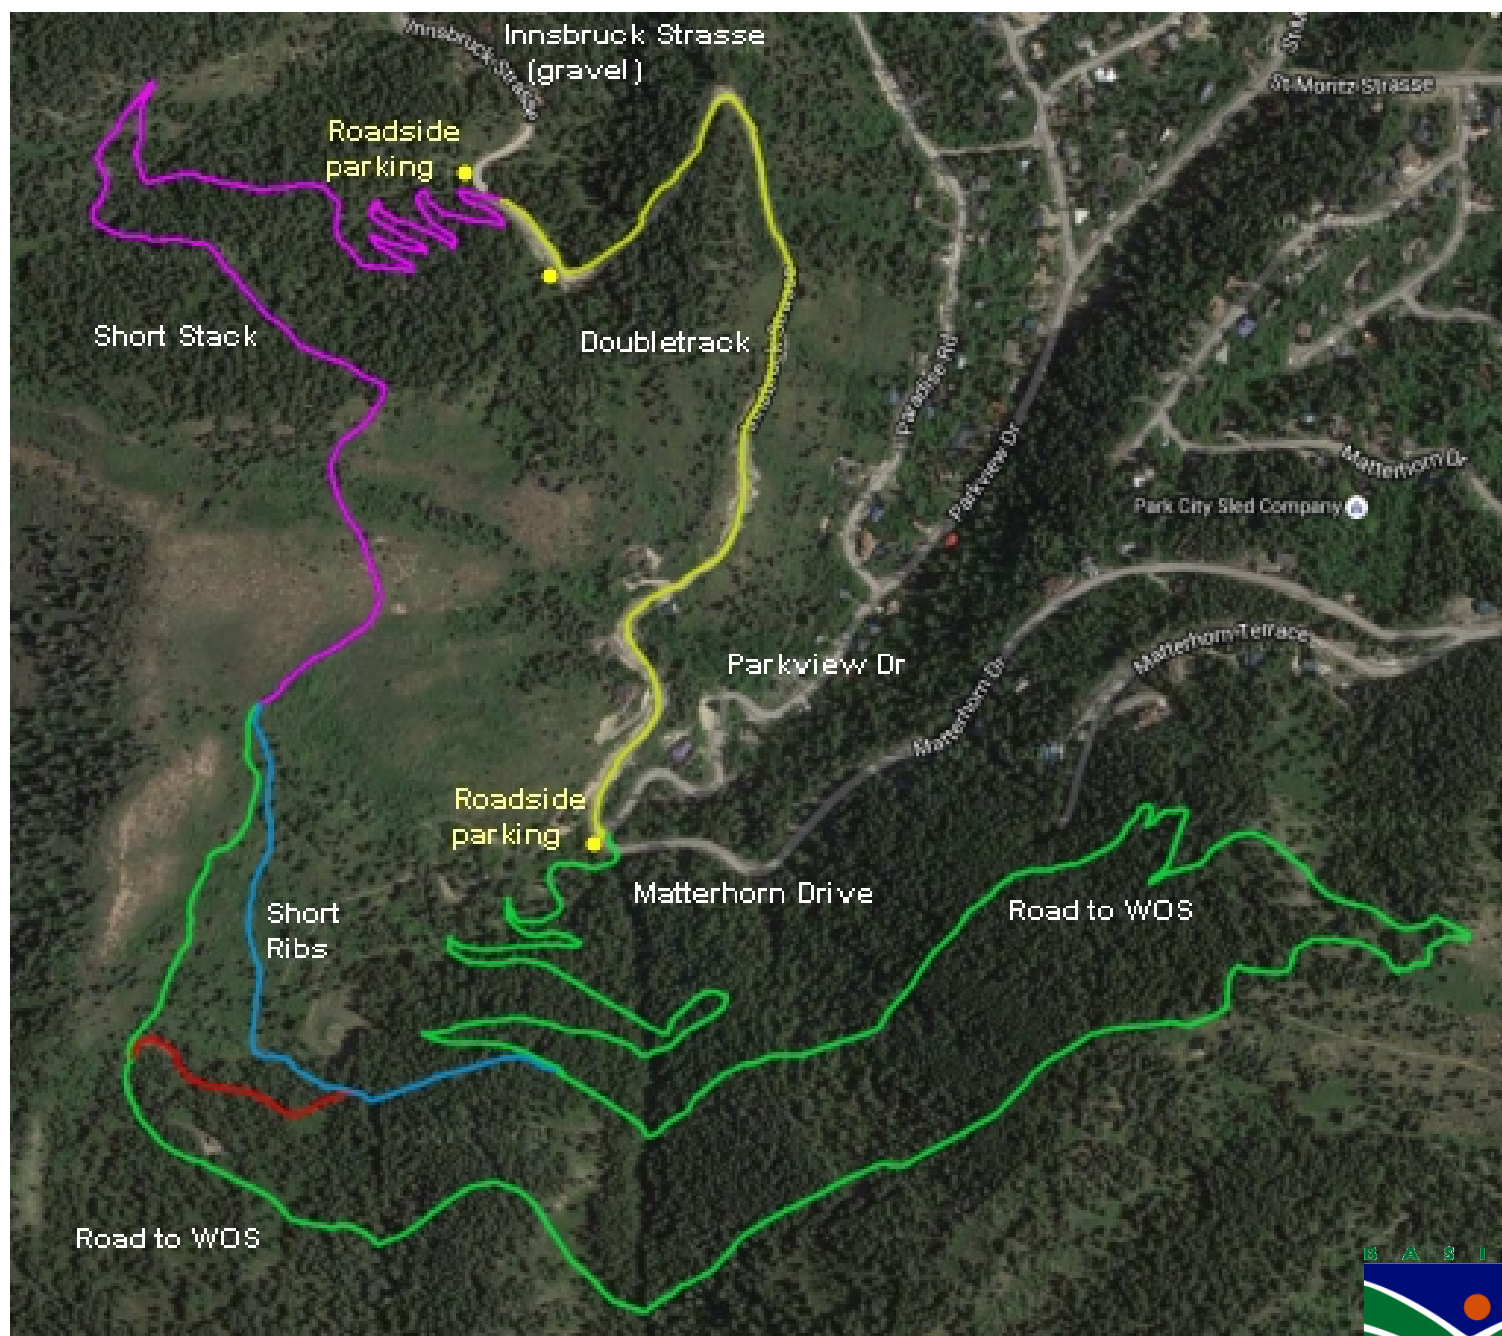 Innsbruck Strasse
Innsbruck Strasse
(gravel)
St Moritz Strasse
Roadside
parking
Short Stack
Doubletrack
Paradise Rd
Parkview Dr
Matterhorn Dr
Park City Sled Company
Matterhorn Terrace
Parkview Dr
Matterhorn Dr
Roadside
parking
Matterhorn Drive
Short
Ribs
Road to WOS
Road to WOS
B A S I